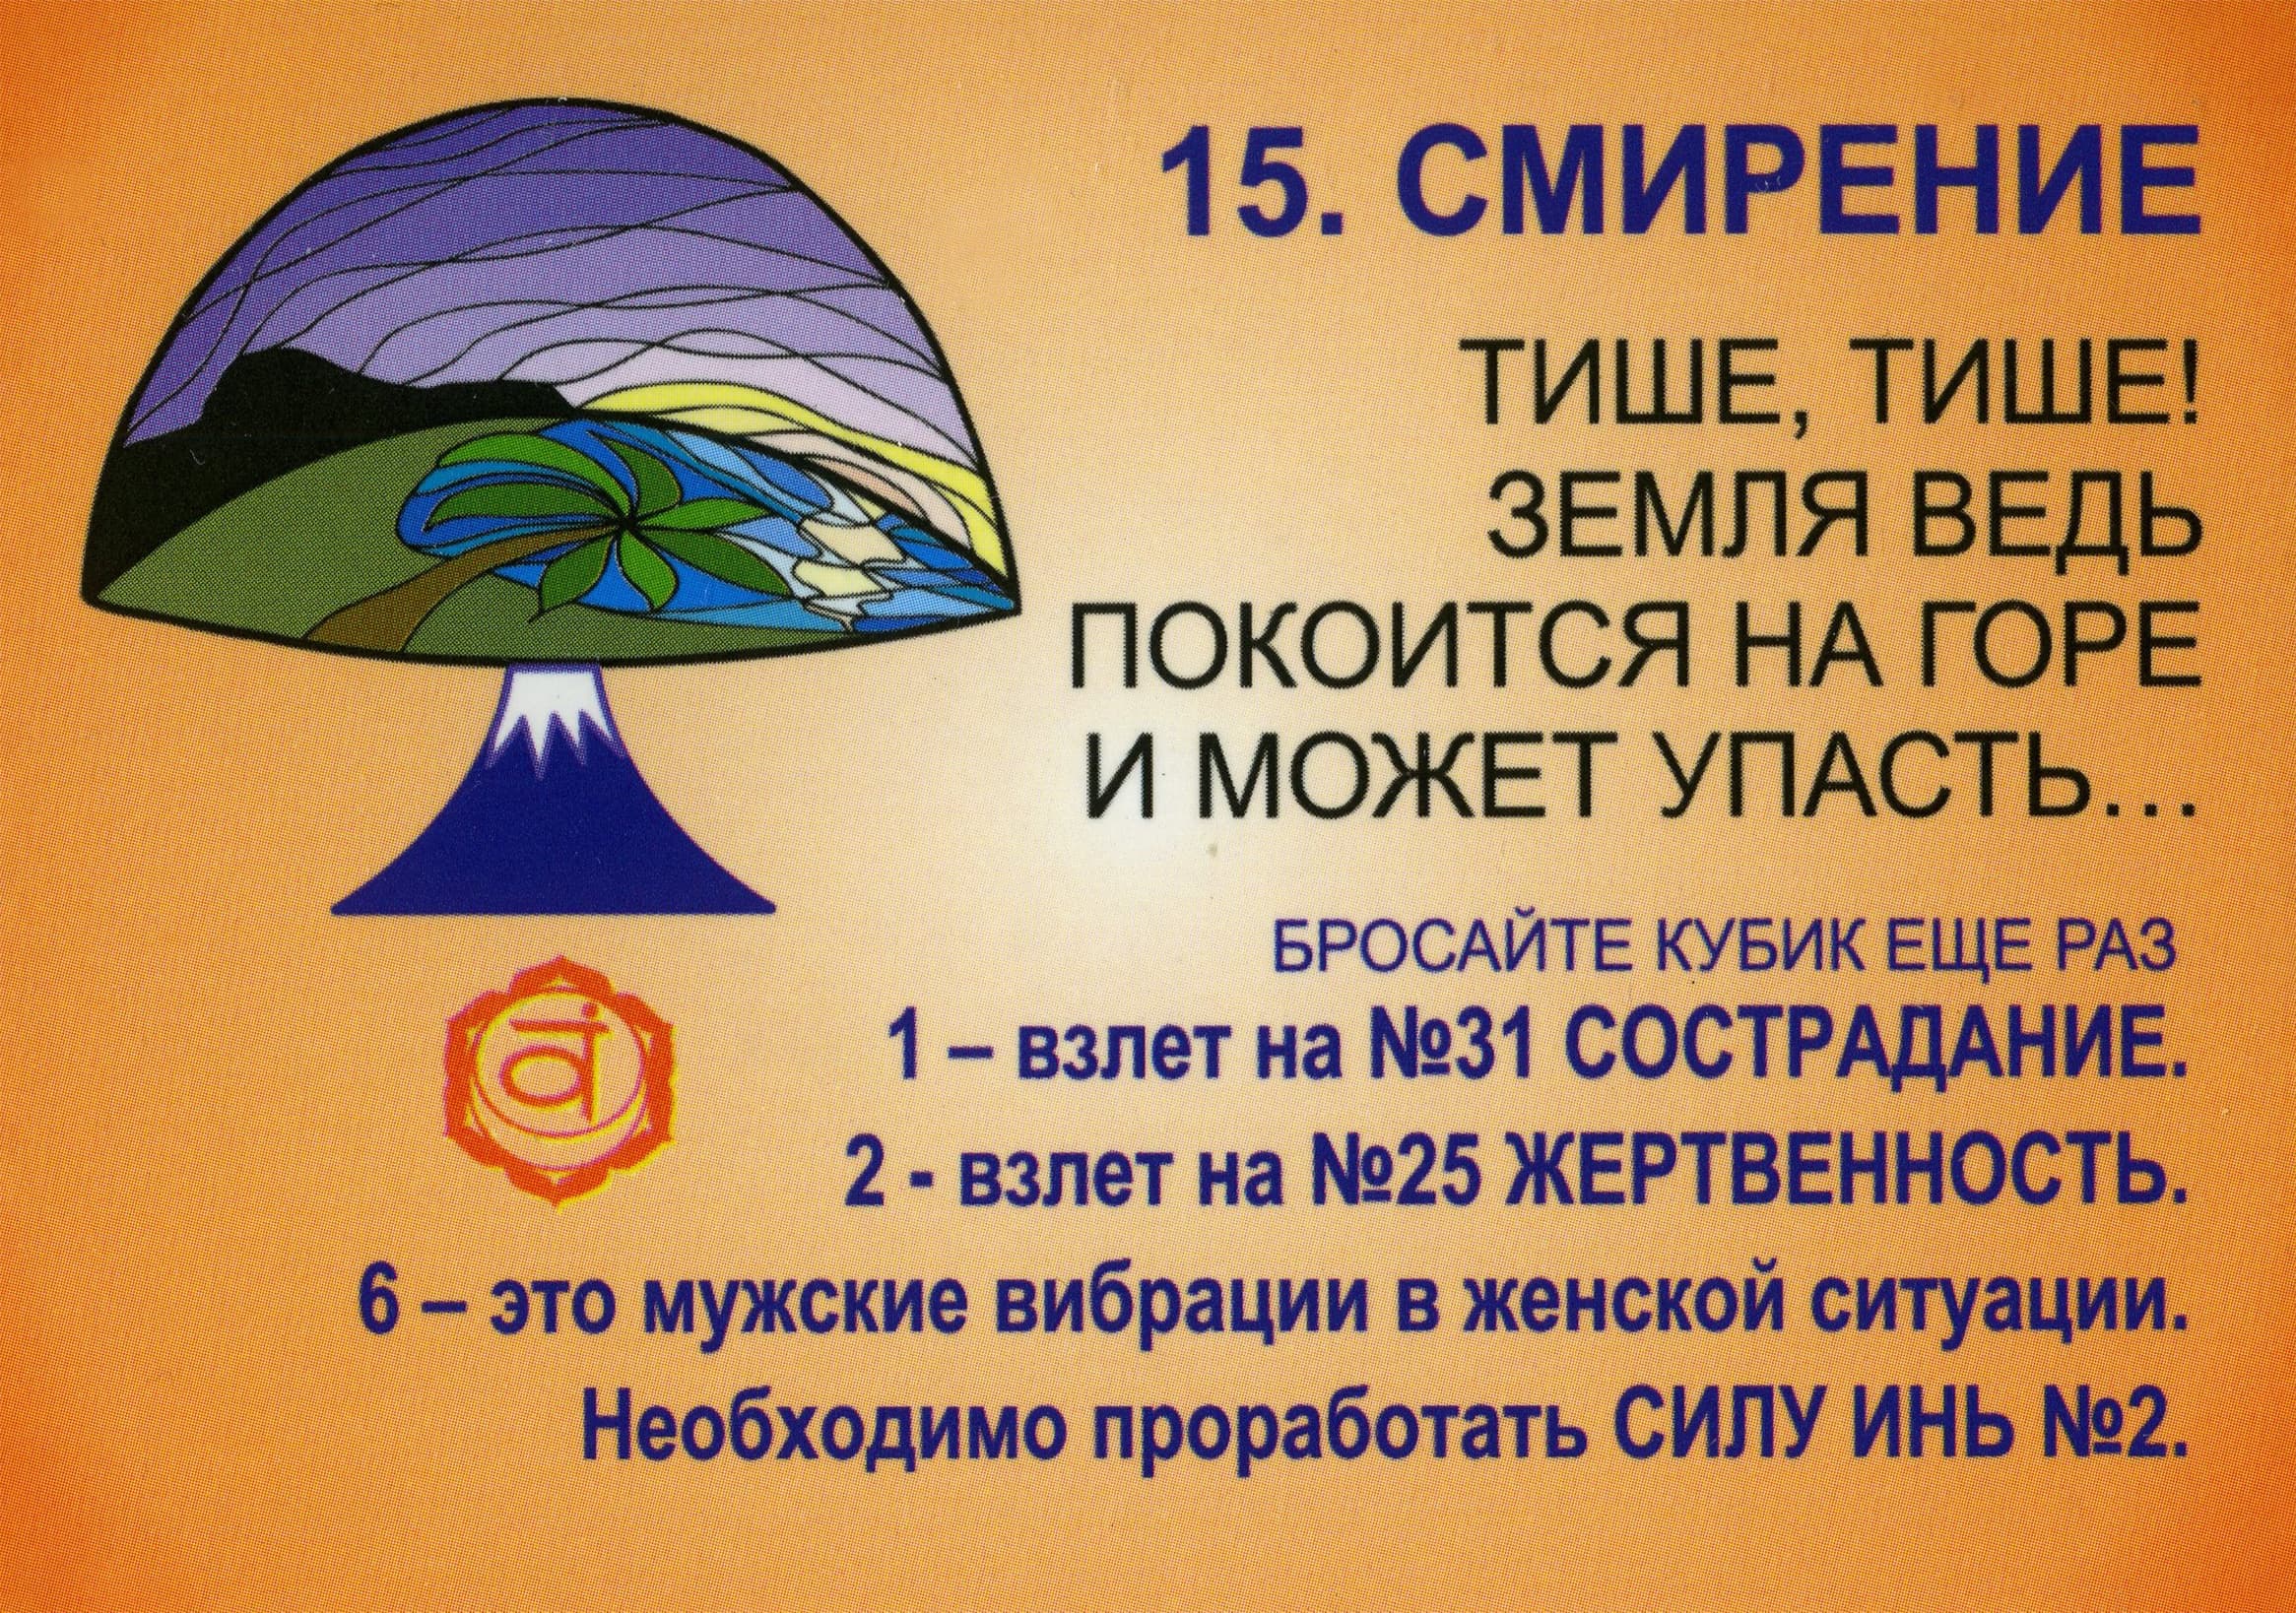 15. СМИРЕНИЕ
ТИШЕ, ТИШЕ!
ЗЕМЛЯ ВЕДЬ
ПОКОИТСЯ НА ГОРЕ
И МОЖЕТ УПАСТЬ...
БРОСАЙТЕ КУБИК ЕЩЕ РАЗ
1 – взлет на №31 СОСТРАДАНИЕ.
2 - взлет на №25 ЖЕРТВЕННОСТЬ.
वं
6 – это мужские вибрации в женской ситуации.
Необходимо проработать СИЛУ ИНЬ №2.